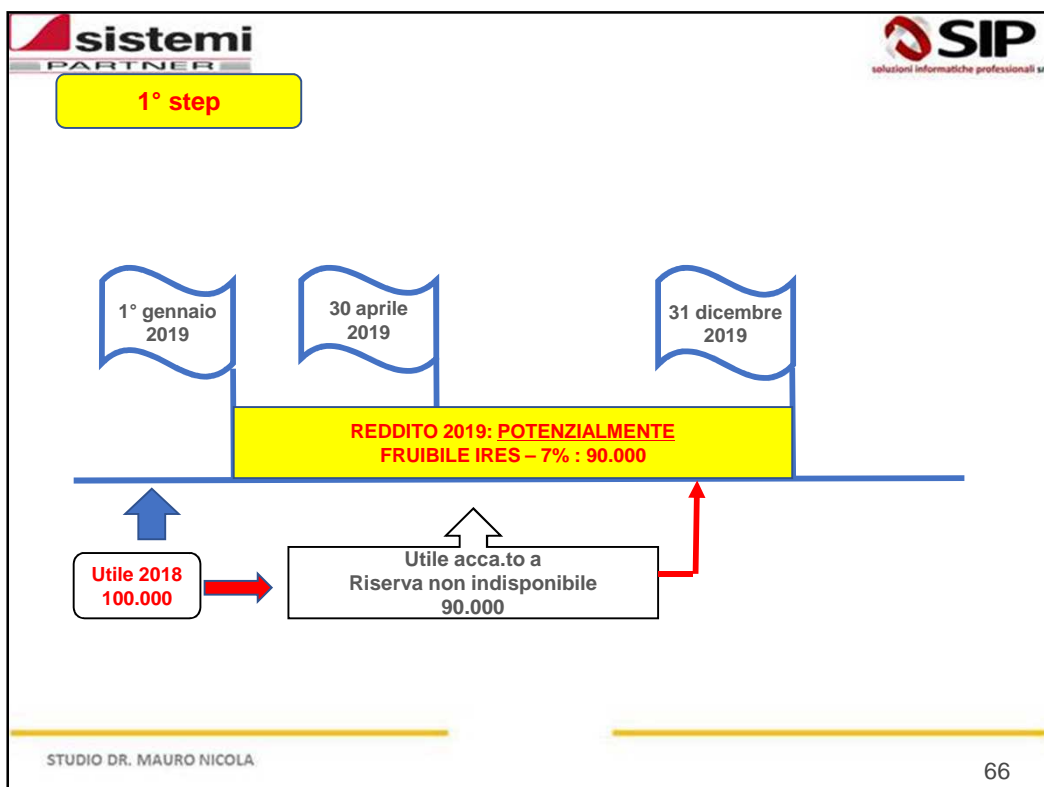 sistemi
PARTNER
SIP
soluzioni informatiche professionali
1° step
1° gennaio
2019
30 aprile
2019
31 dicembre
2019
REDDITO 2019: POTENZIALMENTE
FRUIBILE IRES – 7% : 90.000
Utile 2018
100.000
Utile acca.to a
Riserva non indisponibile
90.000
STUDIO DR. MAURO NICOLA
66